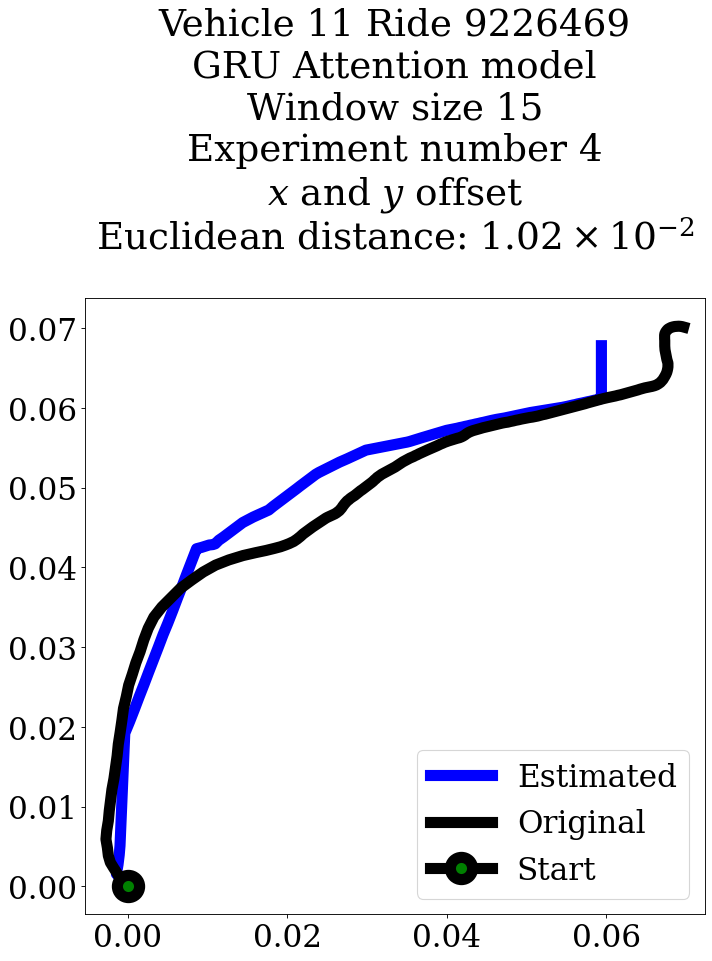 Vehicle 11 Ride 9226469
GRU Attention model
Window size 15
Experiment number 4
x and y offset
Euclidean distance: 1.02 × 10⁻²
0.07
0.06
0.05
0.04
0.03
0.02
0.01
0.00
Estimated
Original
Start
0.00 0.02 0.04 0.06